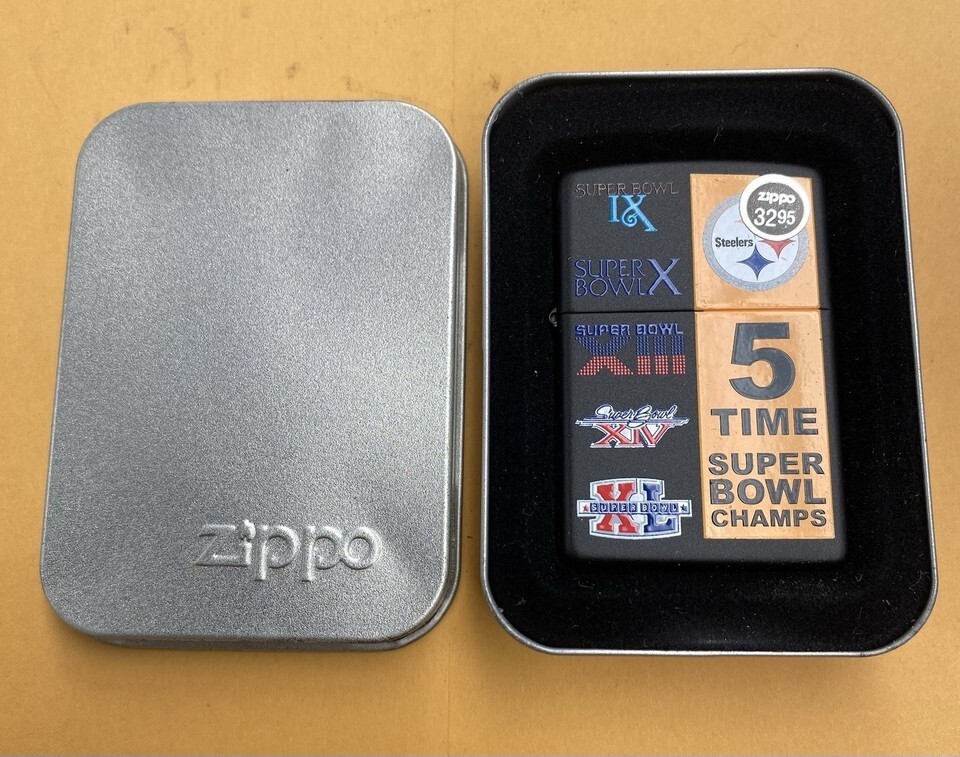 zippo
SUPER BOWL
IX
SUPER
BOWL X
SUPER BOWL
XIII
Super Bowl
XIV
XL
SUPER BOWL
zippo
3295
Steelers
5
TIME
SUPER
BOWL
CHAMPS